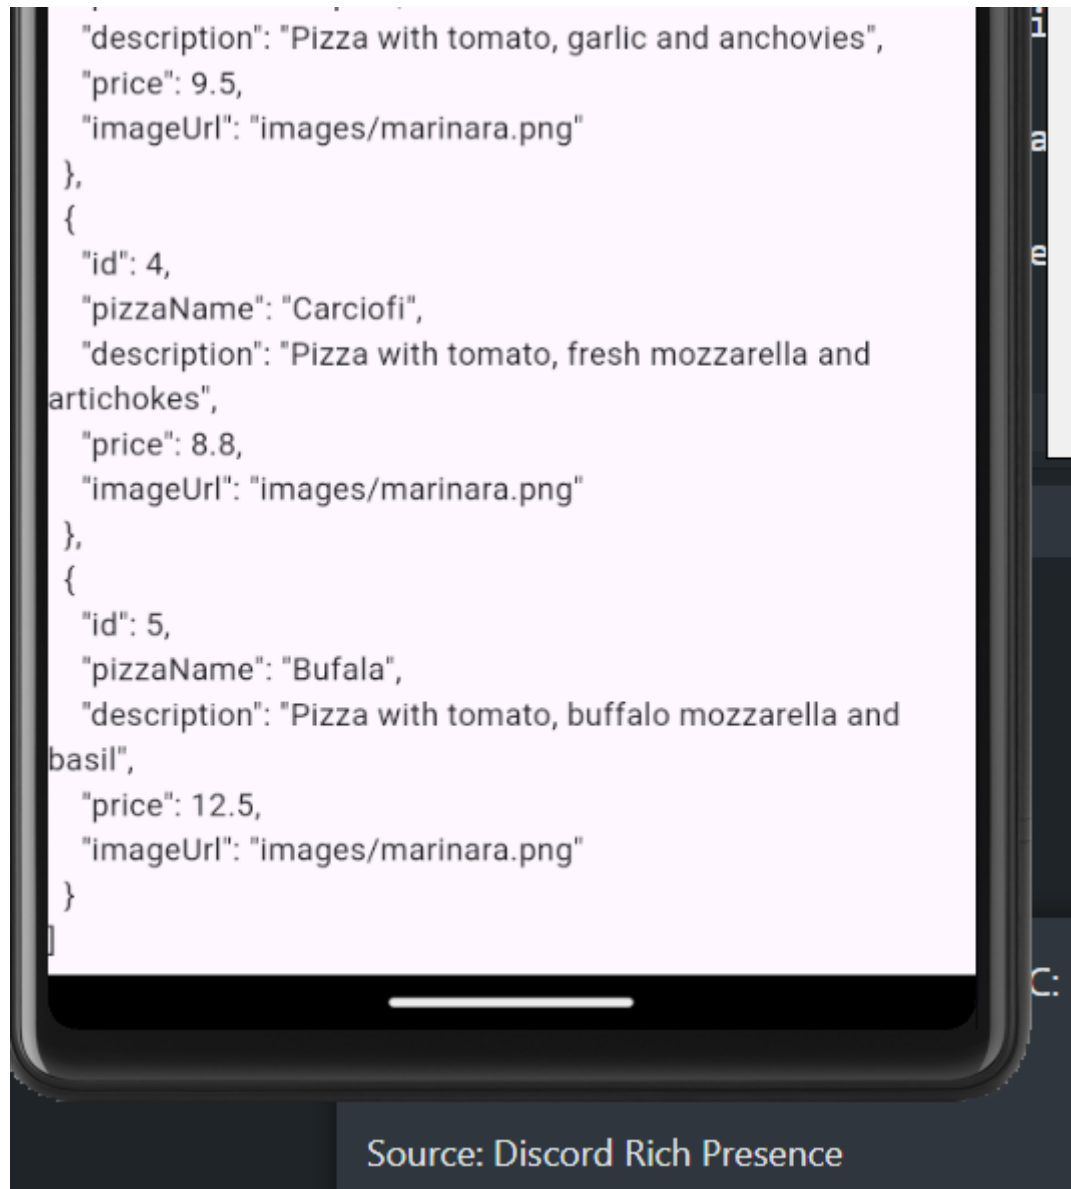 "description": "Pizza with tomato, garlic and anchovies",
"price": 9.5,
"imageUrl": "images/marinara.png"
},
{
"id": 4,
"pizzaName": "Carciofi",
"description": "Pizza with tomato, fresh mozzarella and
artichokes",
"price": 8.8,
"imageUrl": "images/marinara.png"
},
{
"id": 5,
"pizzaName": "Bufala",
"description": "Pizza with tomato, buffalo mozzarella and
basil",
"price": 12.5,
"imageUrl": "images/marinara.png"
}
]
i
a
e
C:
Source: Discord Rich Presence